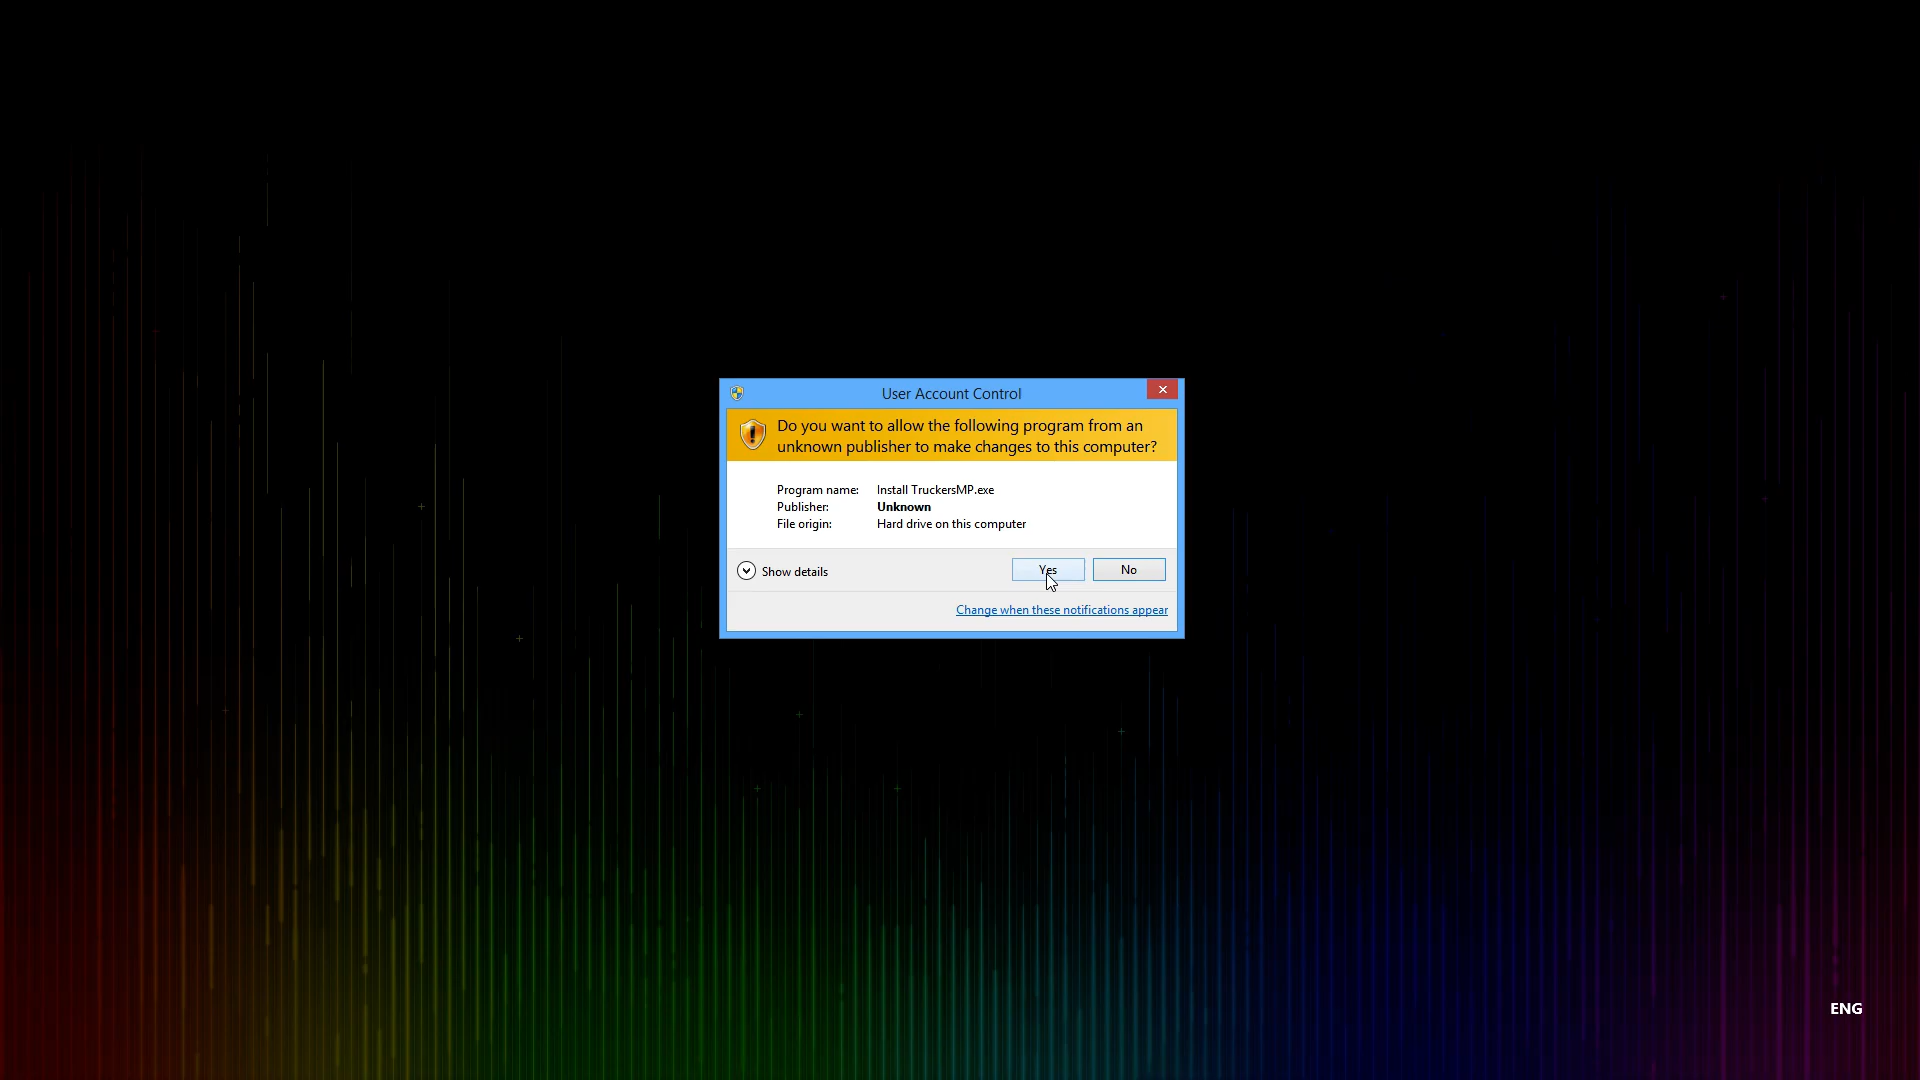 User Account Control
Do you want to allow the following program from an
unknown publisher to make changes to this computer?
Program name: Install TruckersMP.exe
Publisher: Unknown
File origin: Hard drive on this computer
Show details
Yes
No
Change when these notifications appear
ENG